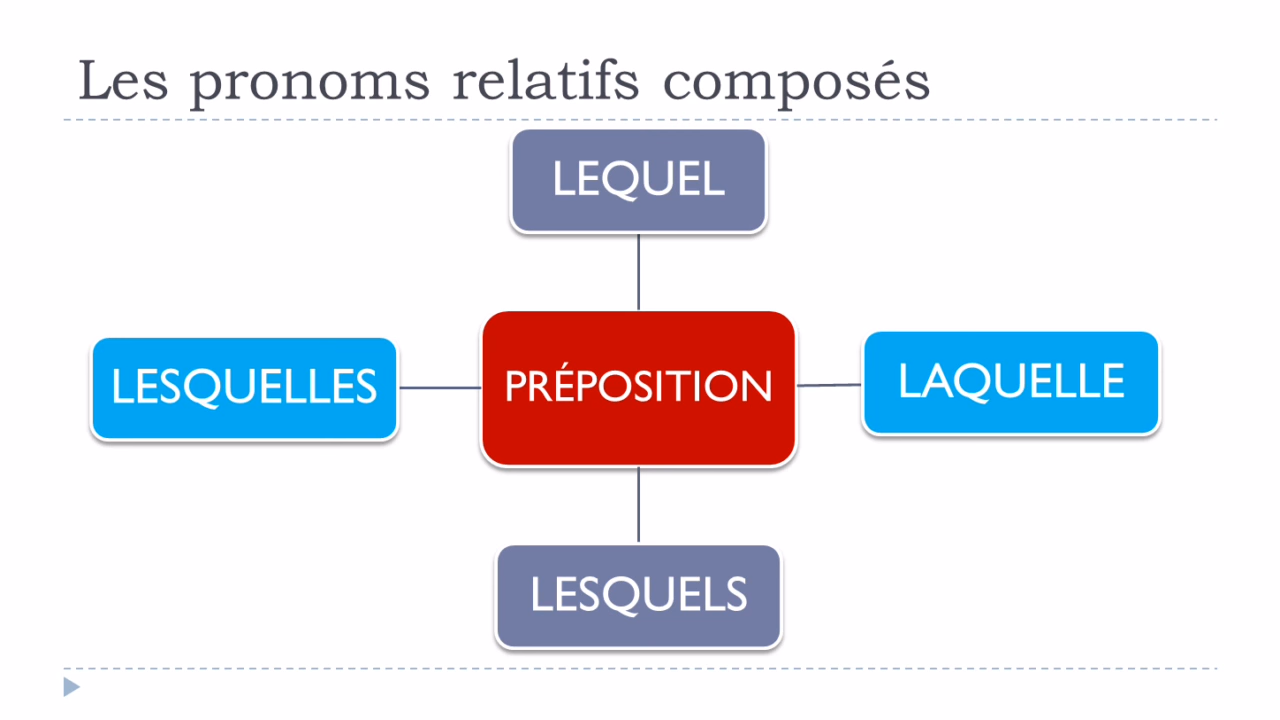 Les pronoms relatifs composés
LEQUEL
LESQUELLES
PRÉPOSITION
LAQUELLE
LESQUELS